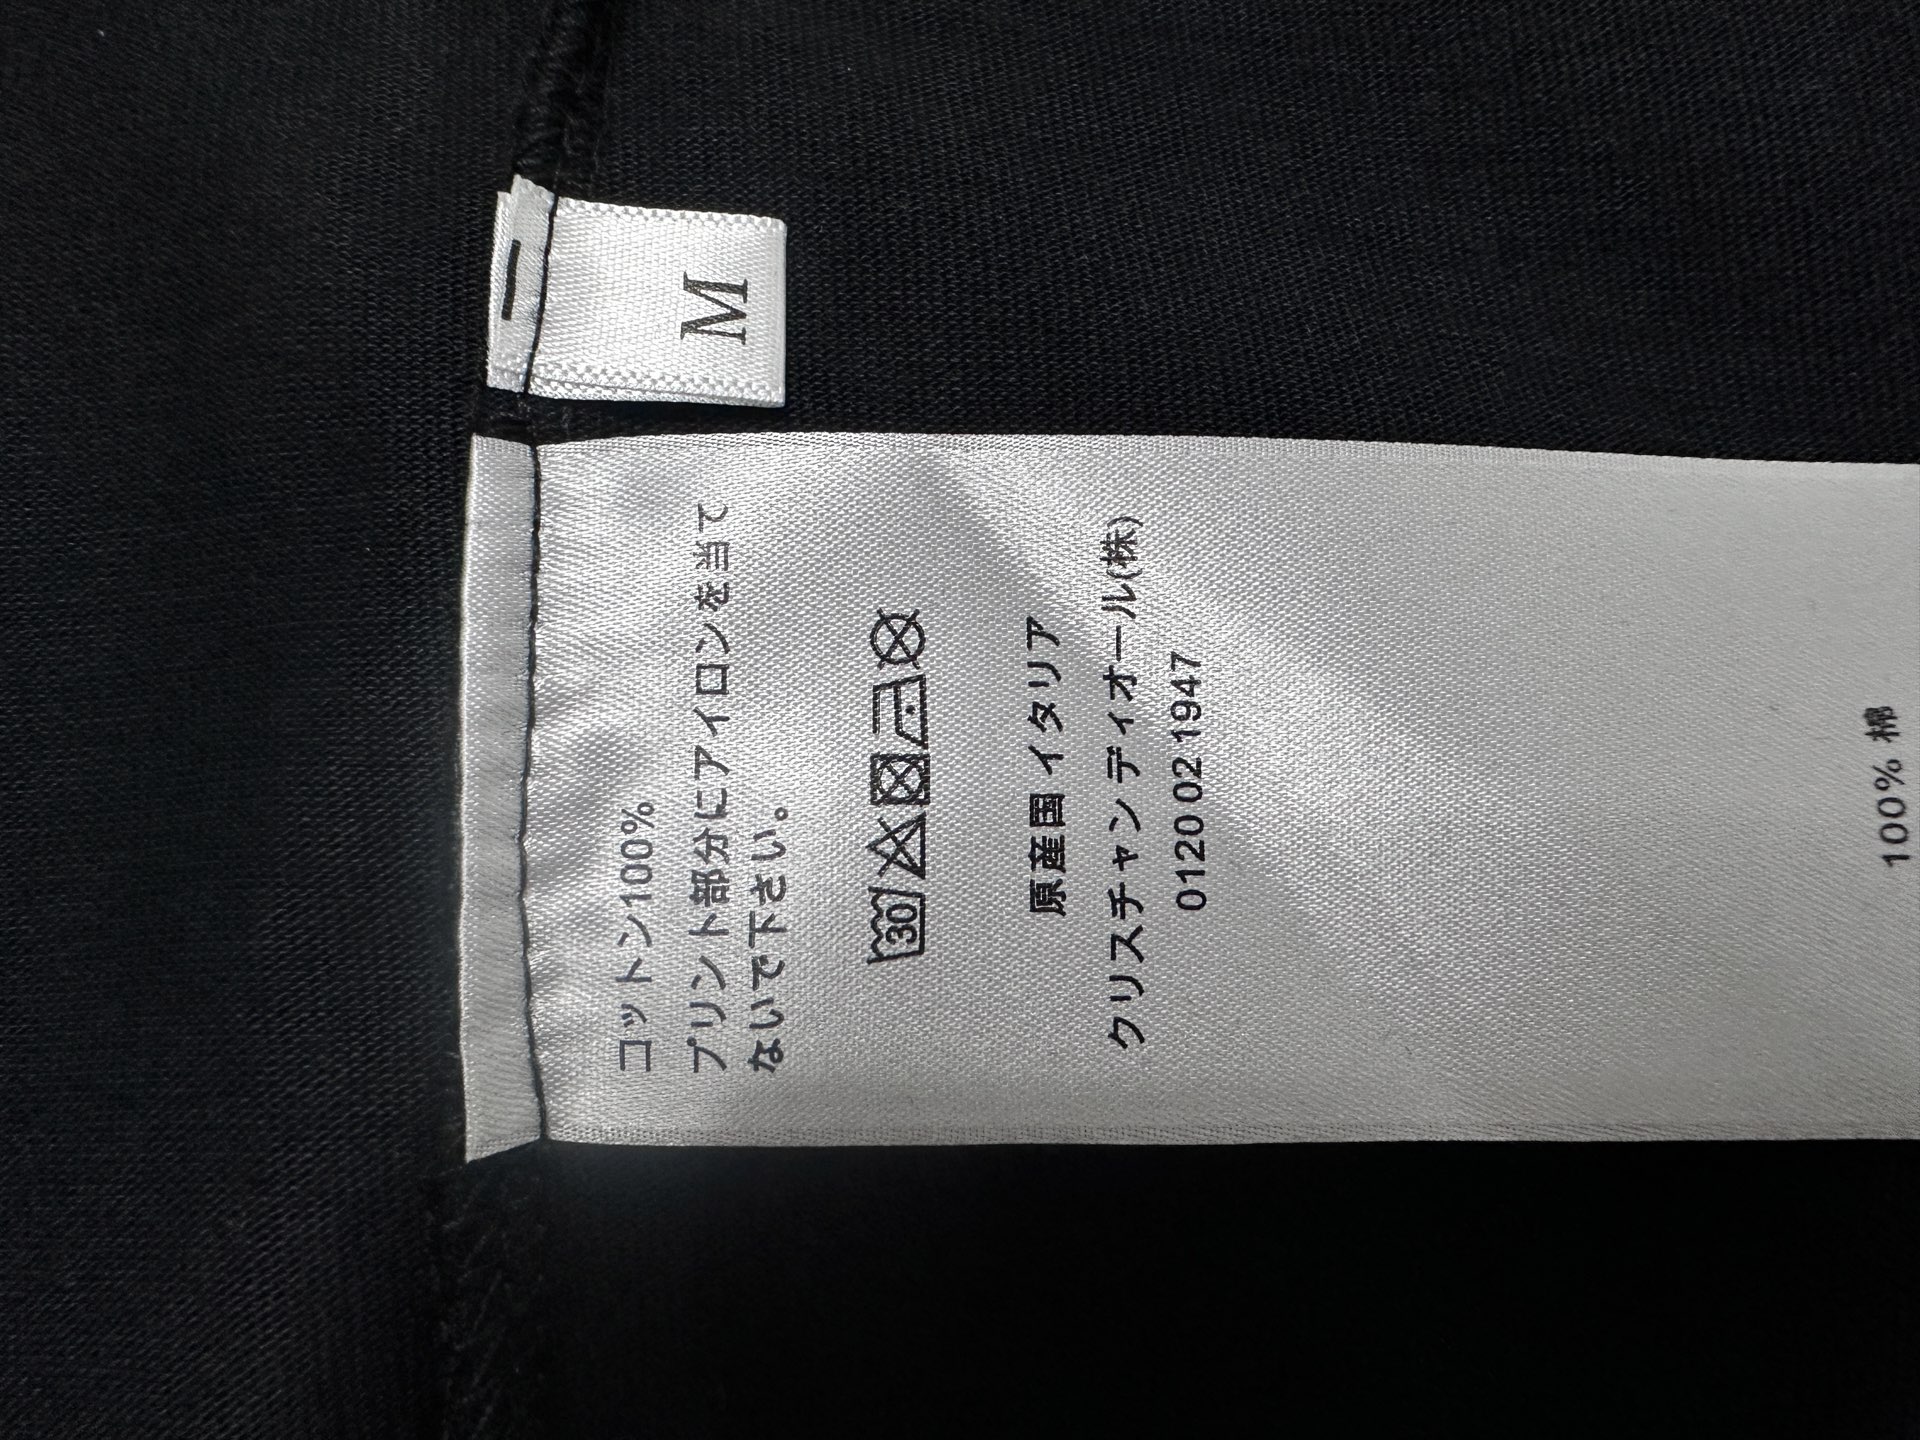 M
コットン100%
プリント部分にアイロンを当て
ないで下さい。
30
原産国 イタリア
クリスチャン ディオール(株)
0120 02 1947
100% 棉